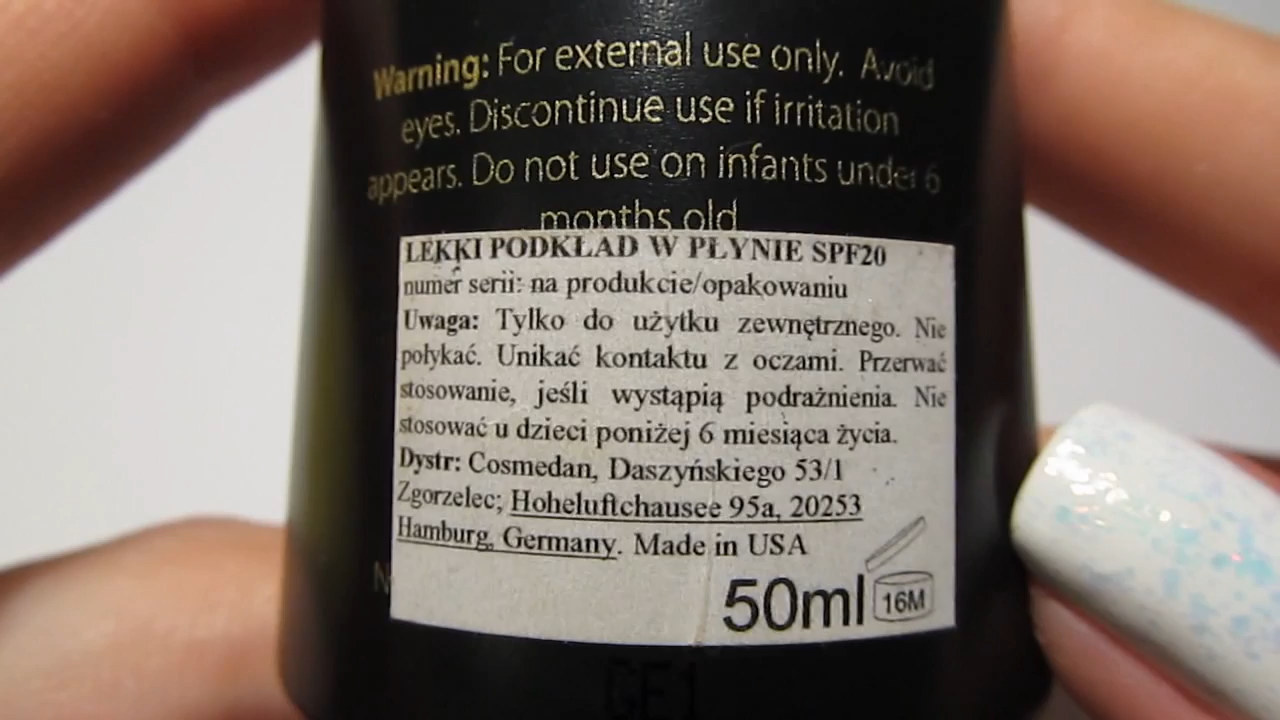 Warning: For external use only. Avoid
eyes. Discontinue use if irritation
appears. Do not use on infants under 6
months old
LEKKI PODKŁAD W PŁYNIE SPF20
numer serii: na produkcie/opakowaniu
Uwaga: Tylko do użytku zewnętrznego. Nie
połykać. Unikać kontaktu z oczami. Przerwać
stosowanie, jeśli wystąpią podrażnienia. Nie
stosować u dzieci poniżej 6 miesiąca życia.
Dystr: Cosmedan, Daszyńskiego 53/1
Zgorzelec; Hoheluftchausee 95a, 20253
Hamburg, Germany. Made in USA
50ml 16M